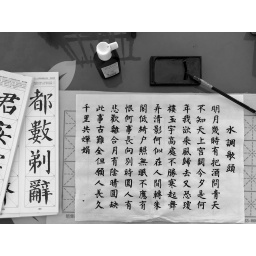 水調歌頭
明月幾時有把酒問青天
不知天上宮闕今夕是何
年我欲乘風歸去又恐瓊
樓玉宇高處不勝寒起舞
弄清影何似在人間轉朱
閣低綺戶照無眠不應有
恨何事長向別時圓人有
悲歡離合月有陰晴圓缺
此事古難全但願人長久
千里共嬋娟
都數剃辭
君